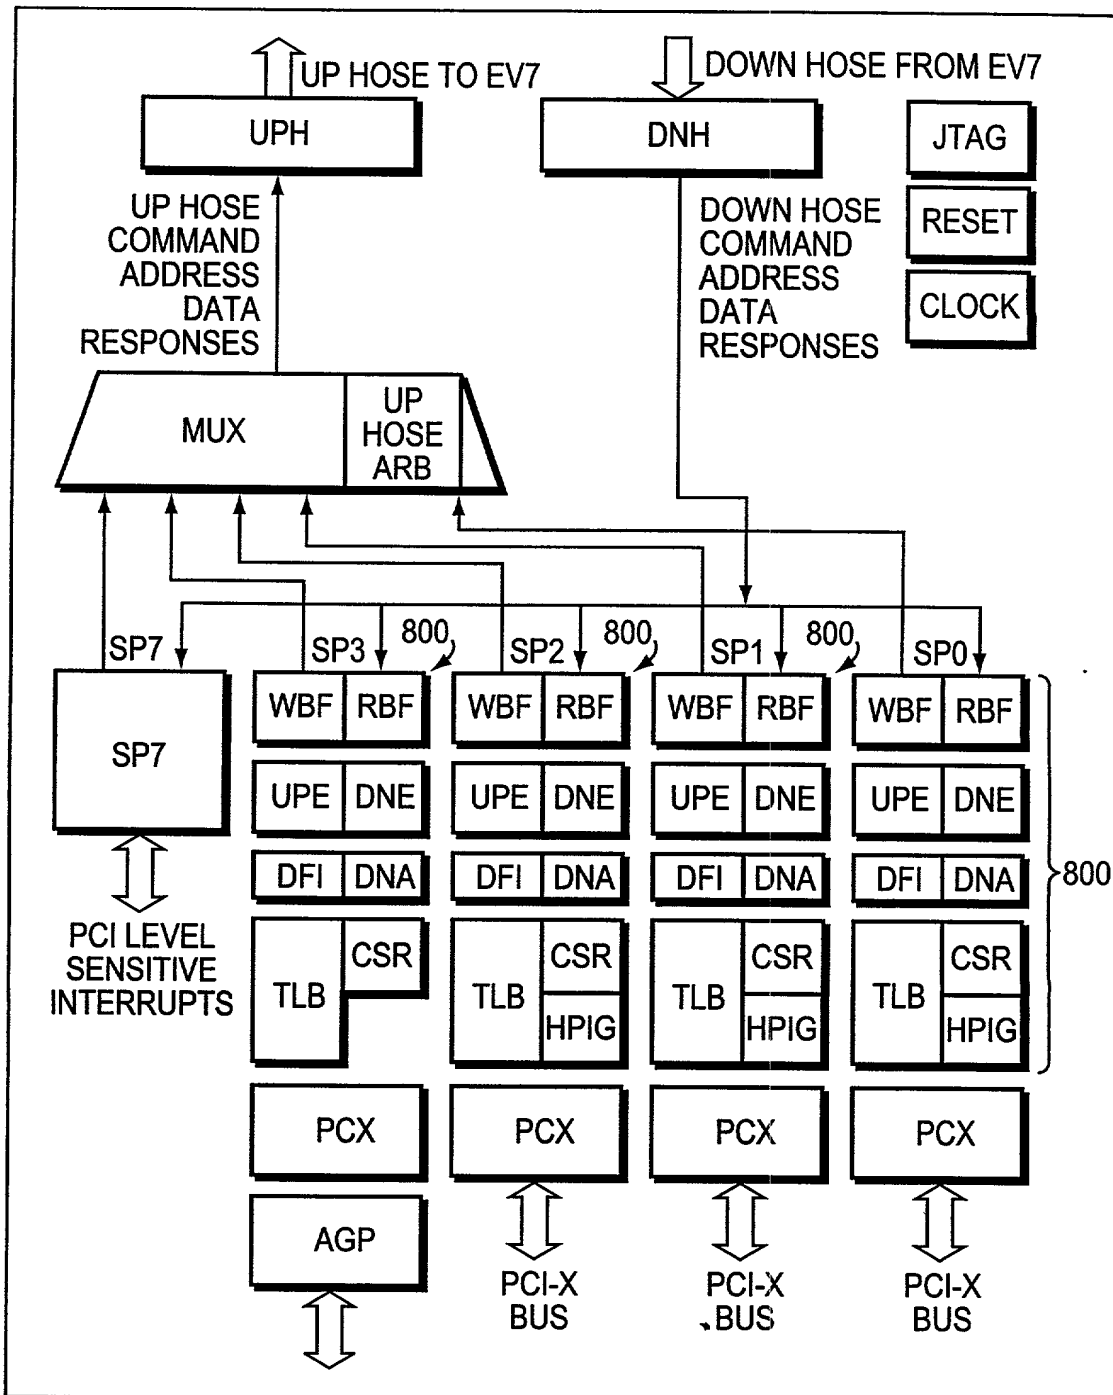 UP HOSE TO EV7
DOWN HOSE FROM EV7
UPH
DNH
JTAG
RESET
CLOCK
UP HOSE
COMMAND
ADDRESS
DATA
RESPONSES
DOWN HOSE
COMMAND
ADDRESS
DATA
RESPONSES
MUX
UP
HOSE
ARB
SP7
SP3
800
SP2
800
SP1
800
SP0
SP7
WBF RBF
WBF RBF
WBF RBF
WBF RBF
UPE DNE
UPE DNE
UPE DNE
UPE DNE
DFI DNA
DFI DNA
DFI DNA
DFI DNA
800
PCI LEVEL
SENSITIVE
INTERRUPTS
TLB
CSR
TLB
CSR
HPIG
TLB
CSR
HPIG
TLB
CSR
HPIG
PCX
PCX
PCX
PCX
AGP
PCI-X
BUS
PCI-X
BUS
PCI-X
BUS